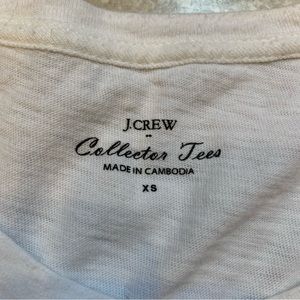 J.CREW
Collector Tees
MADE IN CAMBODIA
XS